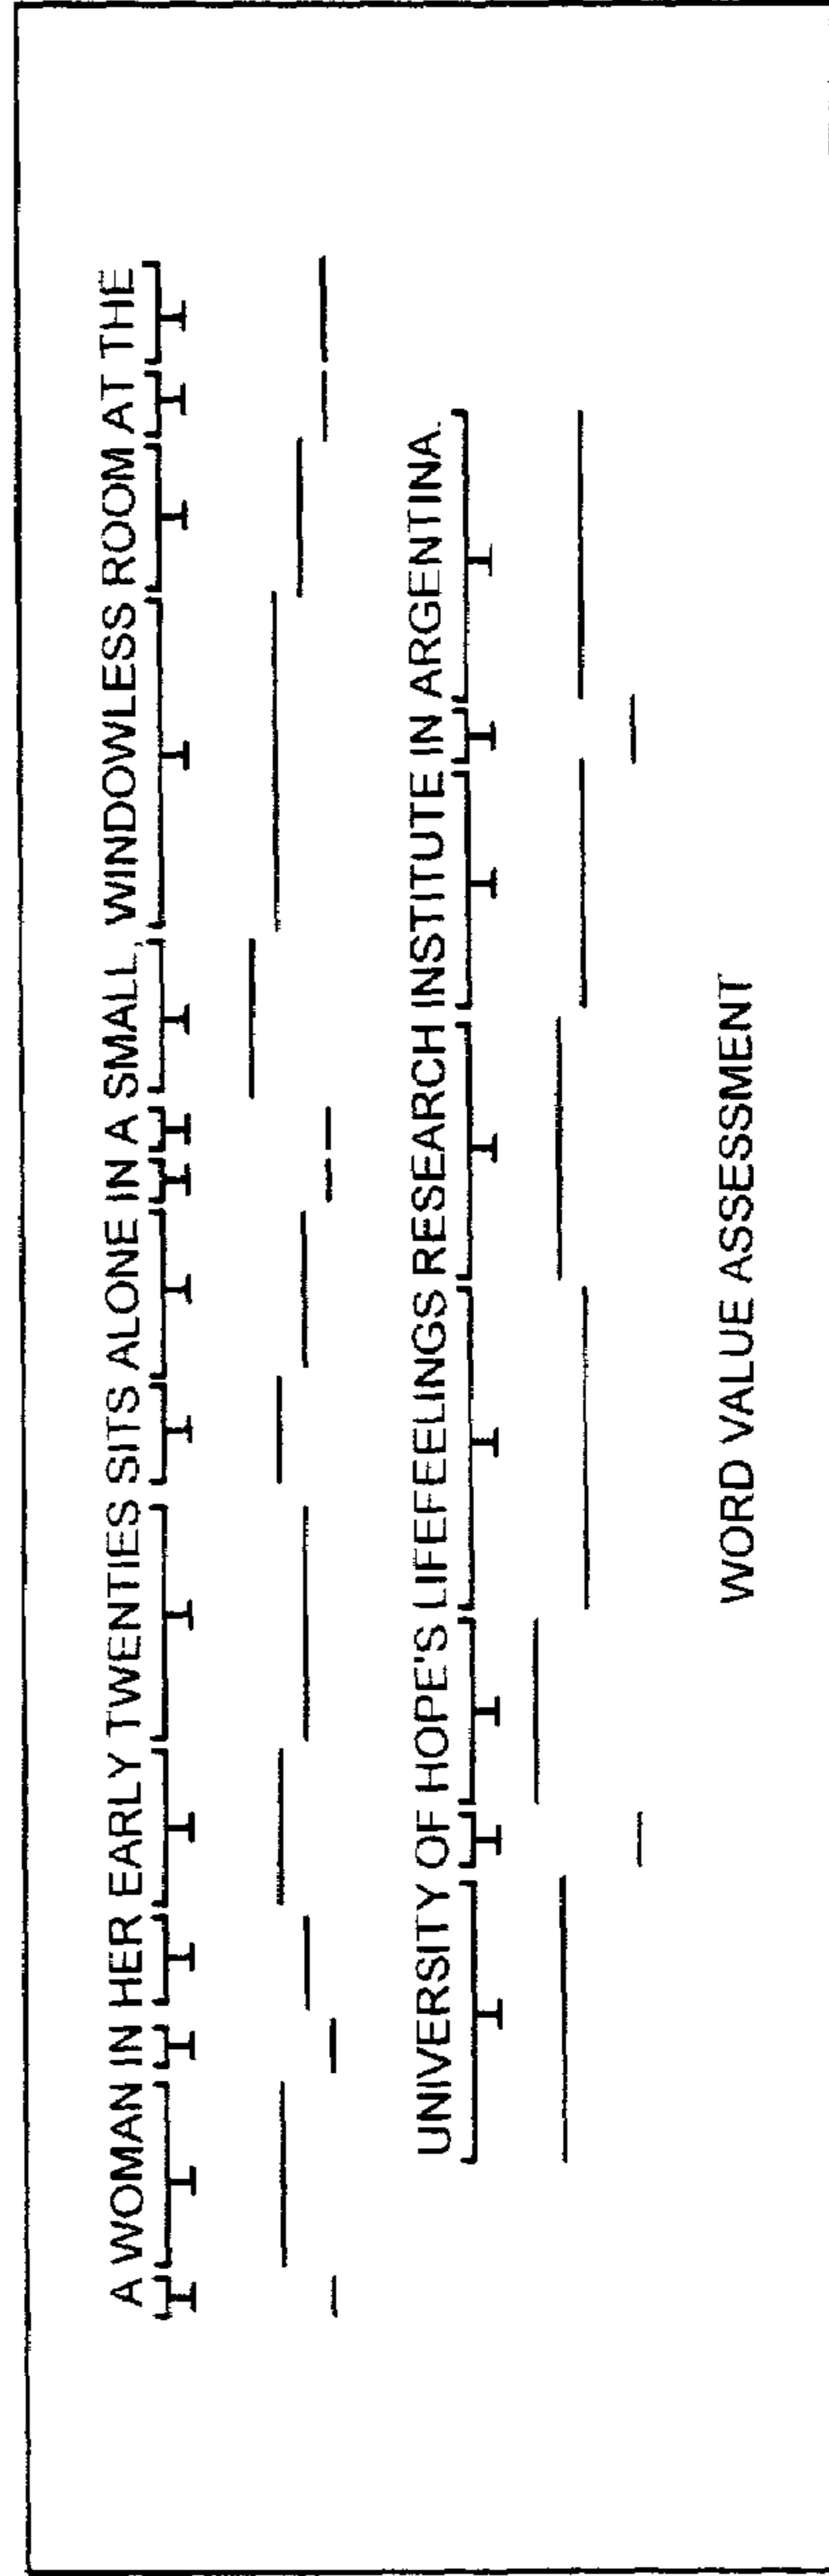 A WOMAN IN HER EARLY TWENTIES SITS ALONE IN A SMALL, WINDOWLESS ROOM AT THE
UNIVERSITY OF HOPE'S LIFEFEELINGS RESEARCH INSTITUTE IN ARGENTINA.
WORD VALUE ASSESSMENT